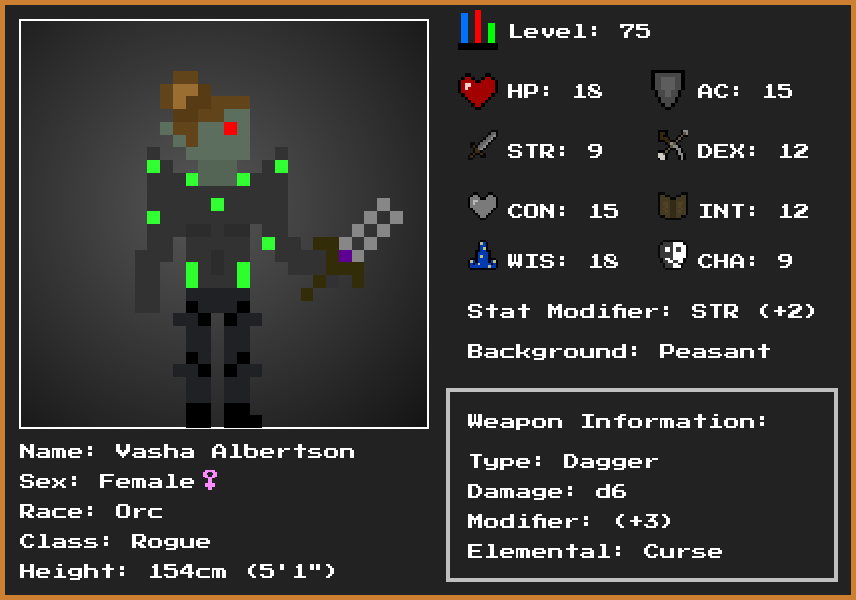 Level: 75
HP: 18 AC: 15
STR: 9 DEX: 12
CON: 15 INT: 12
WIS: 18 CHA: 9
Stat Modifier: STR (+2)
Background: Peasant
Weapon Information:
Type: Dagger
Damage: d6
Modifier: (+3)
Elemental: Curse
Name: Vasha Albertson
Sex: Female♀
Race: Orc
Class: Rogue
Height: 154cm (5'1")